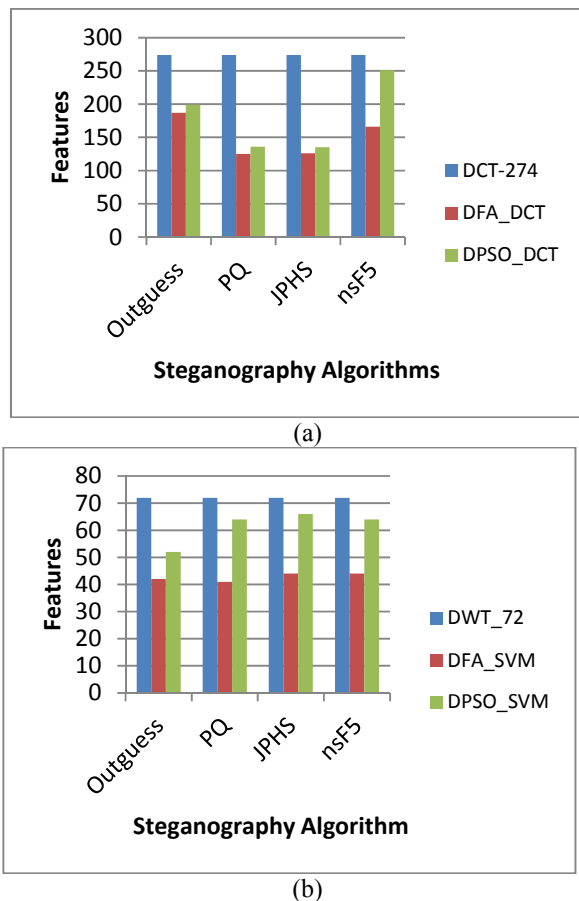 300
250
200
150
100
50
0
Features
Outguess
PQ
JPHS
nsF5
Steganography Algorithms
DCT-274
DFA_DCT
DPSO_DCT
(a)
80
70
60
50
40
30
20
10
0
Features
Outguess
PQ
JPHS
nsF5
Steganography Algorithm
DWT_72
DFA_SVM
DPSO_SVM
(b)